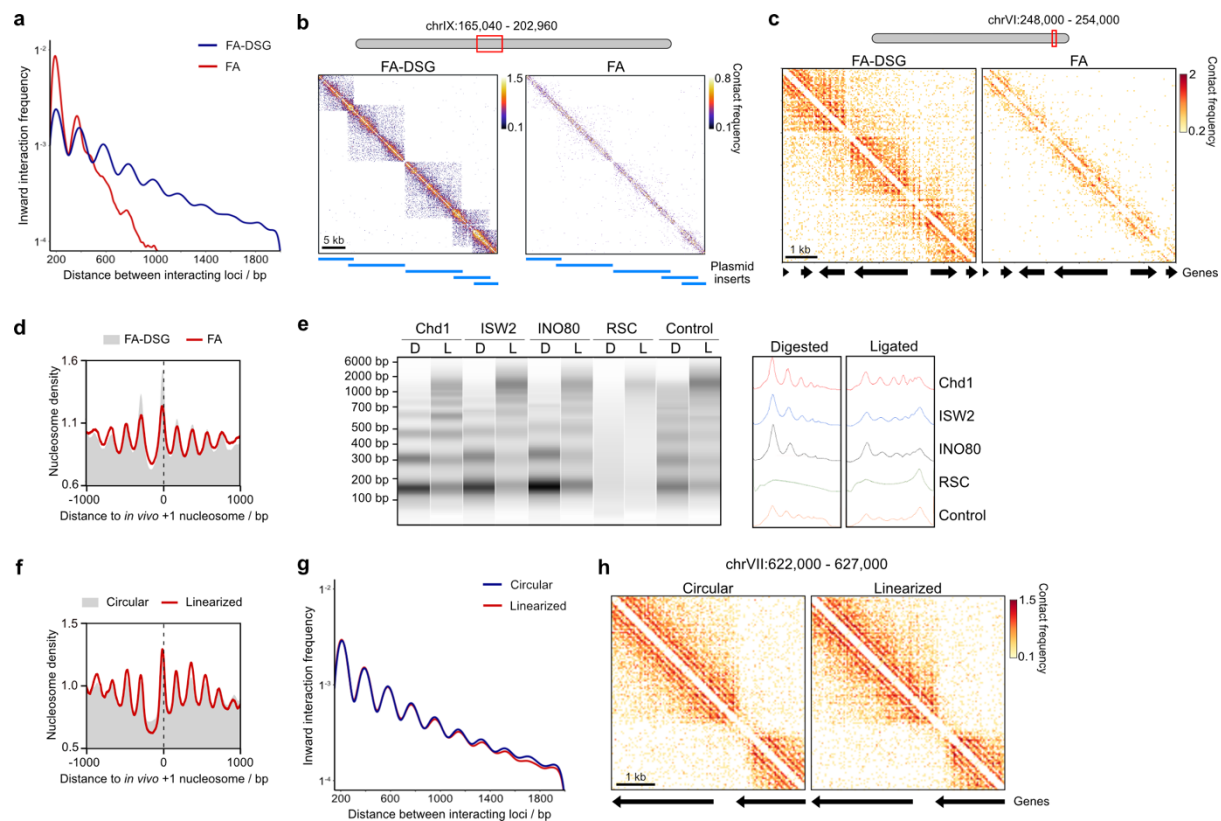 a
FA-DSG
FA
Inward interaction frequency
1-2
1-3
1-4
200 600 1000 1400 1800
Distance between interacting loci / bp
b
chrIX:165,040 - 202,960
FA-DSG
FA
1.5
0.1
0.8
0.1
Contact frequency
5 kb
Plasmid
inserts
c
chrVI:248,000 - 254,000
FA-DSG
FA
2
0.2
Contact frequency
1 kb
Genes
d
FA-DSG
FA
Nucleosome density
1.6
1.1
0.6
-1000 0 1000
Distance to in vivo +1 nucleosome / bp
e
Chd1 ISW2 INO80 RSC Control
D L D L D L D L D L
6000 bp
2000 bp
1000 bp
700 bp
500 bp
400 bp
300 bp
200 bp
100 bp
Digested
Ligated
Chd1
ISW2
INO80
RSC
Control
f
Circular
Linearized
Nucleosome density
1.5
1.0
0.5
-1000 0 1000
Distance to in vivo +1 nucleosome / bp
g
Circular
Linearized
Inward interaction frequency
1-2
1-3
1-4
200 600 1000 1400 1800
Distance between interacting loci / bp
h
chrVII:622,000 - 627,000
Circular
Linearized
1.5
0.1
Contact frequency
1 kb
Genes